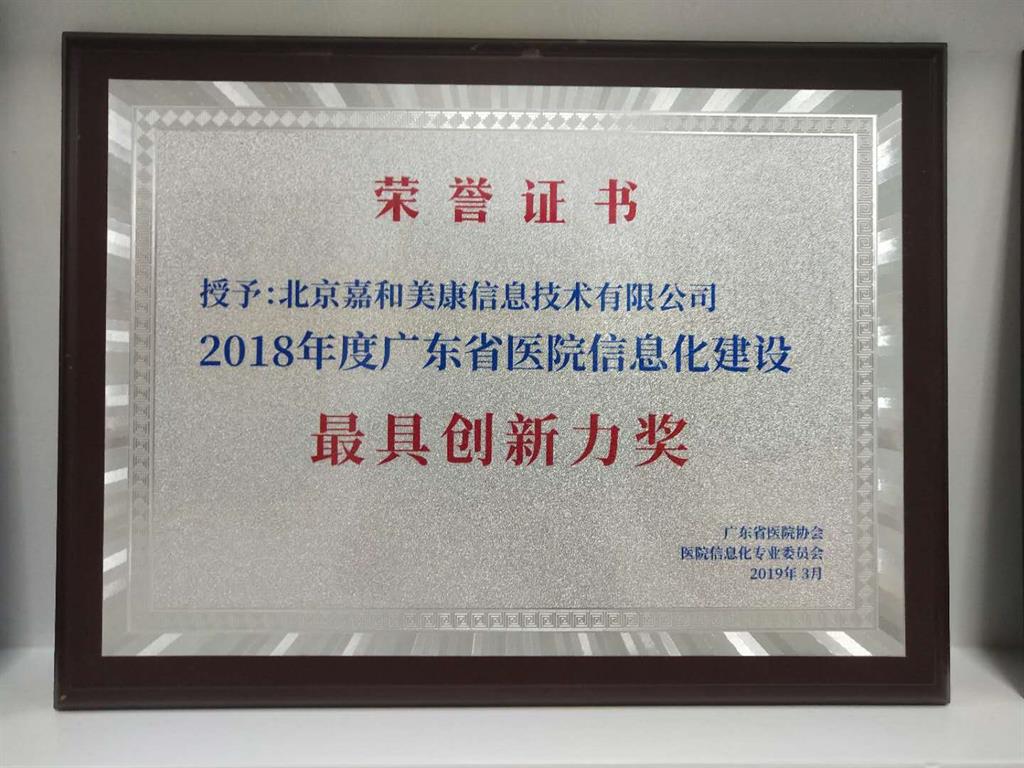 荣誉证书
授予:北京嘉和美康信息技术有限公司
2018年度广东省医院信息化建设
最具创新力奖
广东省医院协会
医院信息化专业委员会
2019年3月